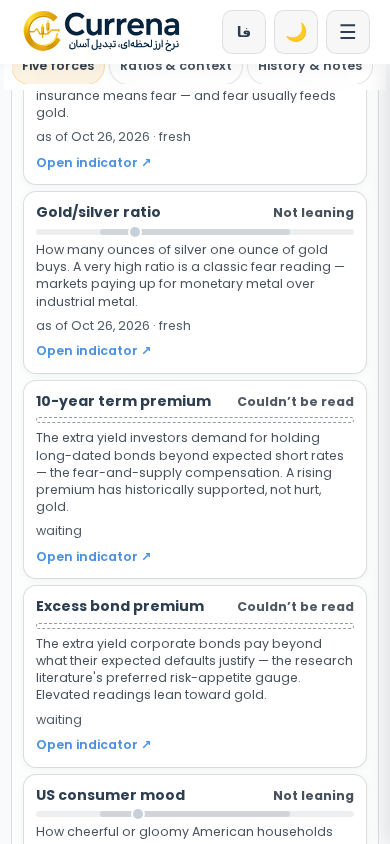 Currena
نرخ ارز لحظه‌ای، تبدیل آسان
فا
Five forces
Ratios & context
History & notes
insurance means fear — and fear usually feeds
gold.
as of Oct 26, 2026 · fresh
Open indicator ↗
Gold/silver ratio
Not leaning
How many ounces of silver one ounce of gold
buys. A very high ratio is a classic fear reading —
markets paying up for monetary metal over
industrial metal.
as of Oct 26, 2026 · fresh
Open indicator ↗
10-year term premium
Couldn’t be read
The extra yield investors demand for holding
long-dated bonds beyond expected short rates
— the fear-and-supply compensation. A rising
premium has historically supported, not hurt,
gold.
waiting
Open indicator ↗
Excess bond premium
Couldn’t be read
The extra yield corporate bonds pay beyond
what their expected defaults justify — the research
literature's preferred risk-appetite gauge.
Elevated readings lean toward gold.
waiting
Open indicator ↗
US consumer mood
Not leaning
How cheerful or gloomy American households